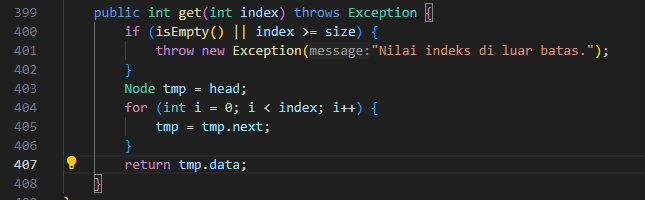 399 public int get(int index) throws Exception {
400 if (isEmpty() || index >= size) {
401 throw new Exception(message:"Nilai indeks di luar batas.");
402 }
403 Node tmp = head;
404 for (int i = 0; i < index; i++) {
405 tmp = tmp.next;
406 }
407 return tmp.data;
408 }